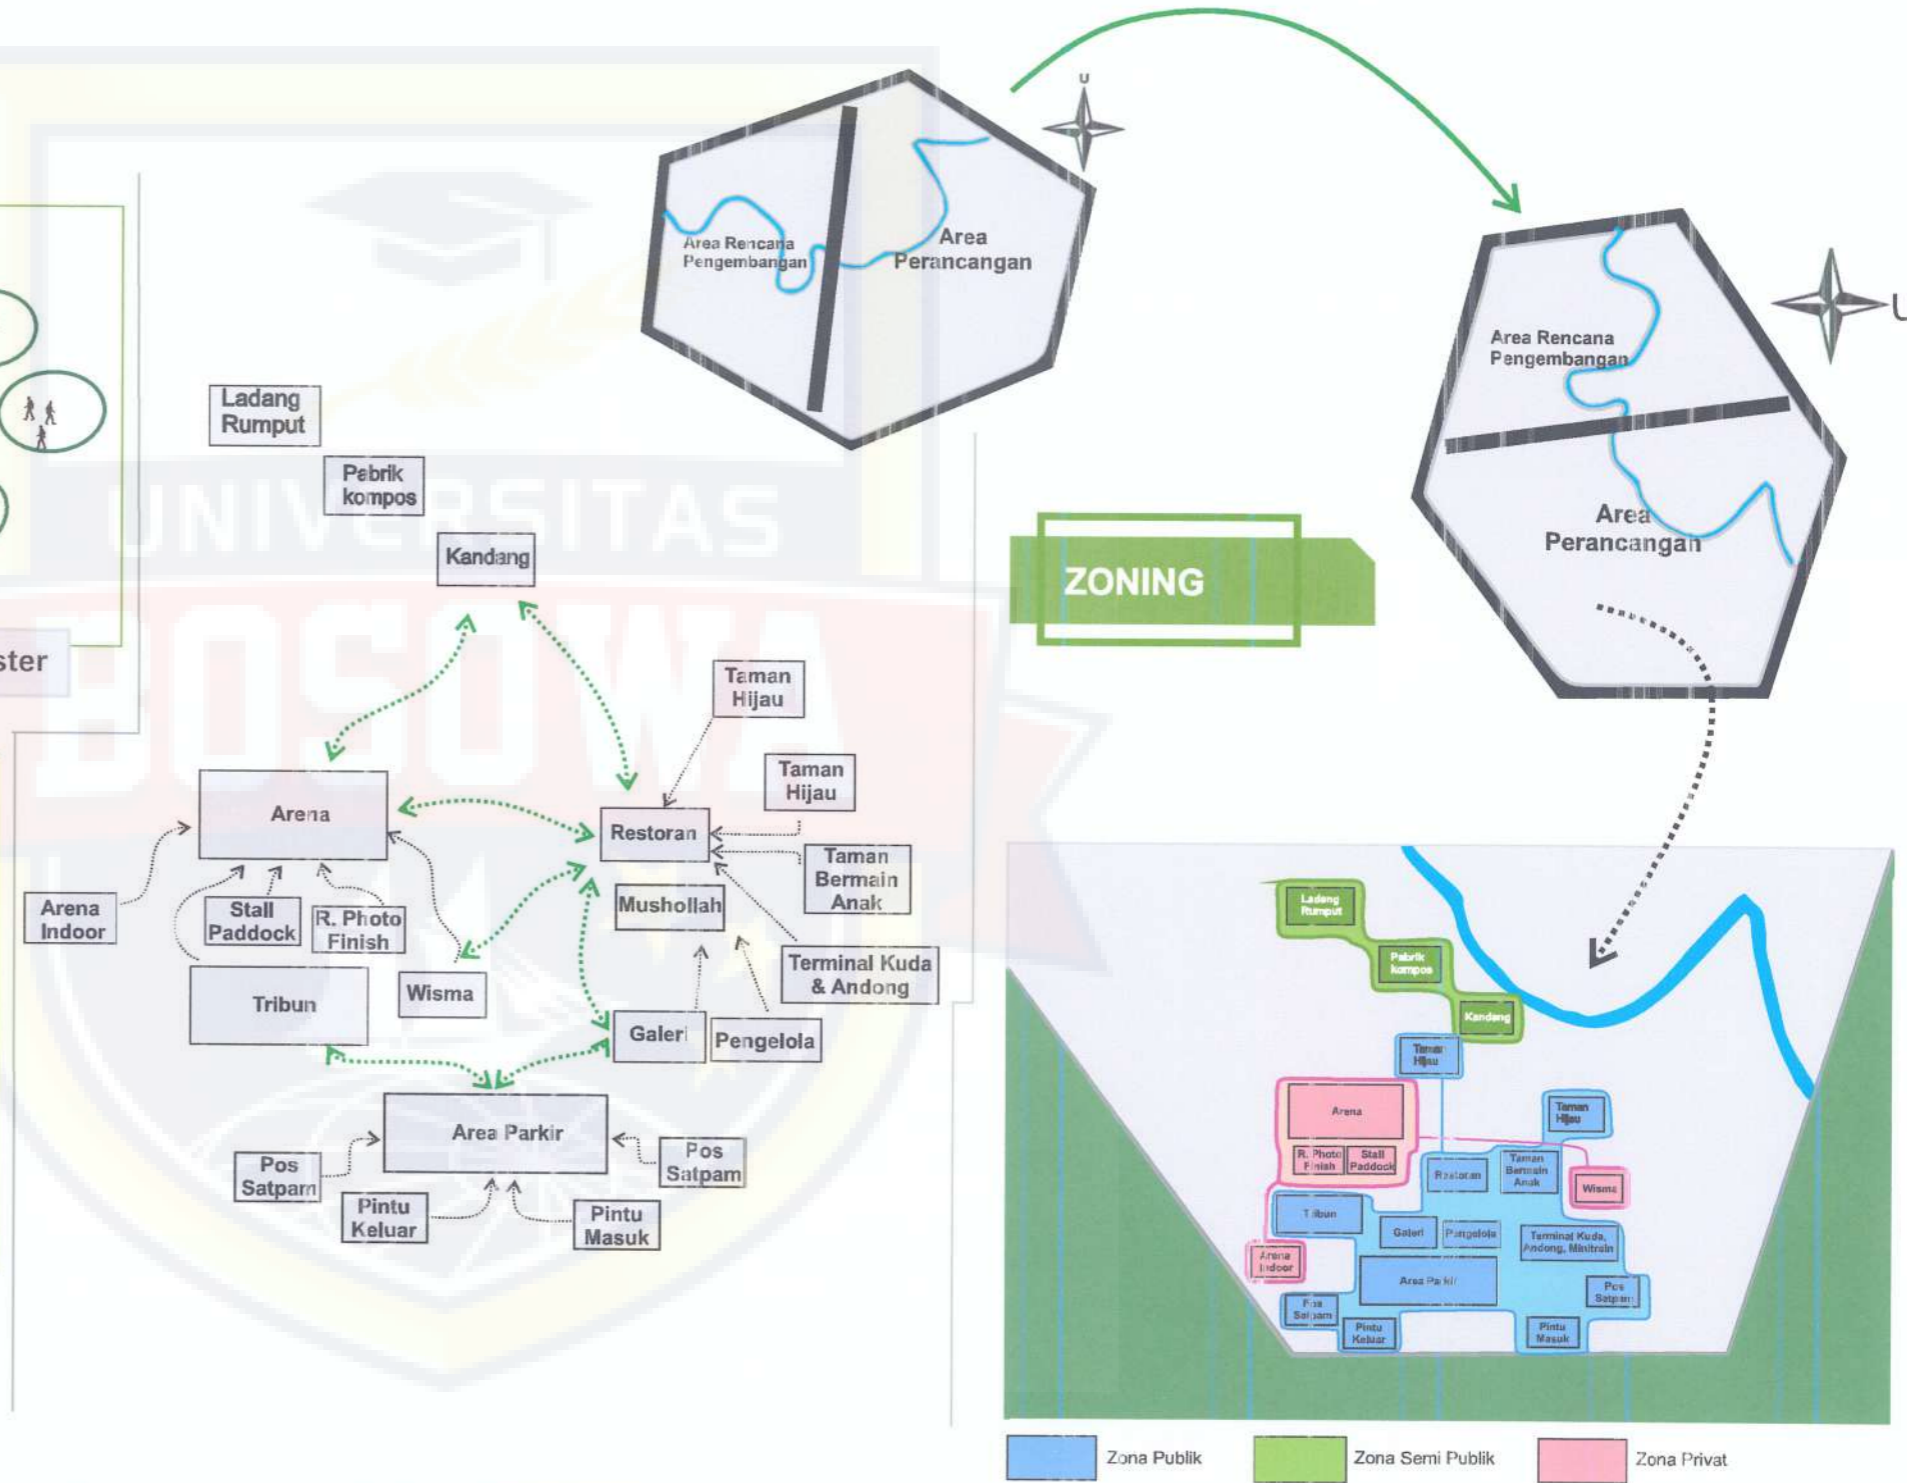 U
Area Rencana
Pengembangan
Area
Perancangan
U
Area Rencana
Pengembangan
Area
Perancangan
ster
UNIVERSITAS
BOSOWA
Ladang
Rumput
Pabrik
kompos
Kandang
Taman
Hijau
Taman
Hijau
Arena
Restoran
Taman
Bermain
Anak
Mushollah
Arena
Indoor
Stall
Paddock
R. Photo
Finish
Terminal Kuda
& Andong
Tribun
Wisma
Galeri
Pengelola
Area Parkir
Pos
Satpam
Pos
Satpam
Pintu
Keluar
Pintu
Masuk
ZONING
Ladang
Rumput
Pabrik
kompos
Kandang
Taman
Hijau
Arena
Taman
Hijau
R. Photo
Finish
Stall
Paddock
Restoran
Taman
Bermain
Anak
Wisma
Tribun
Galeri
Pengelola
Terminal Kuda,
Andong, Minitrain
Arena
Indoor
Area Parkir
Pos
Satpam
Pos
Satpam
Pintu
Keluar
Pintu
Masuk
Zona Publik
Zona Semi Publik
Zona Privat